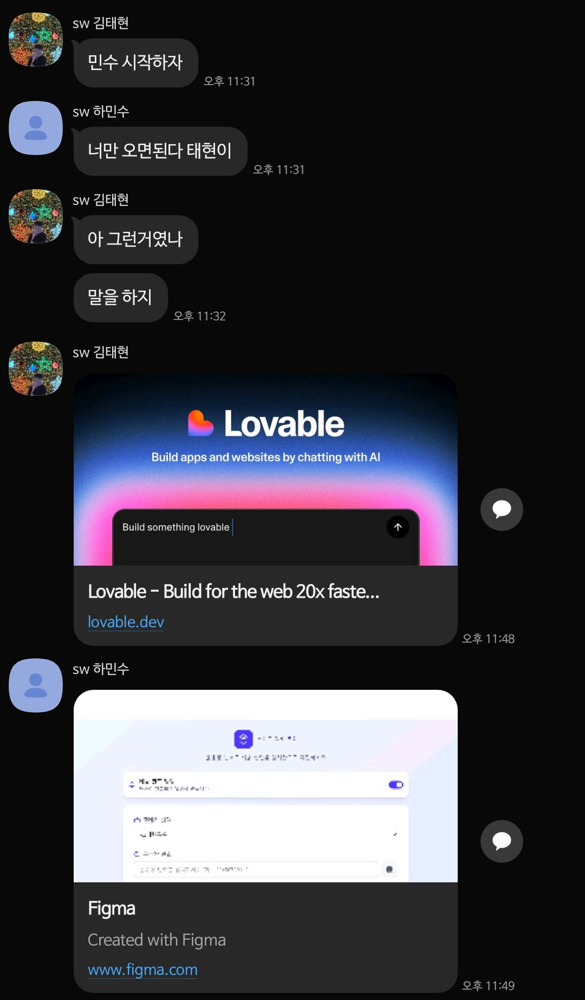 sw 김태현
민수 시작하자
오후 11:31
sw 하민수
너만 오면된다 태현이
오후 11:31
sw 김태현
아 그런거였나
말을 하지
오후 11:32
sw 김태현
Lovable
Build apps and websites by chatting with AI
Build something lovable
Lovable - Build for the web 20x faste...
lovable.dev
오후 11:48
sw 하민수
Figma
Created with Figma
www.figma.com
오후 11:49